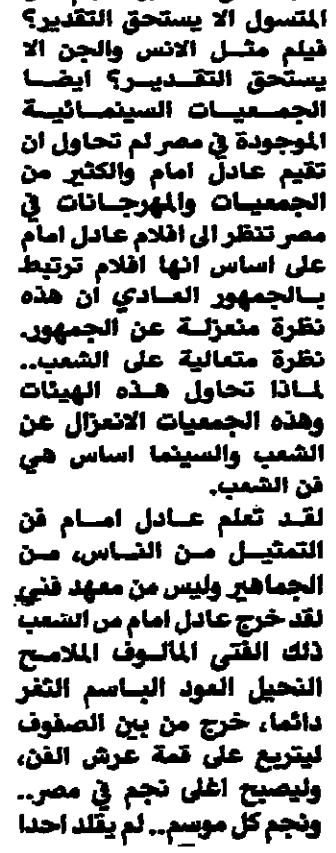 المتسول الا يستحق التقدير؟
فيلم مثل الانس والجن الا
يستحق التقدير؟ ايضا
الجمعيات السينمائية
الموجودة في مصر لم تحاول ان
تقيم عادل امام والكثير من
الجمعيات والمهرجانات في
مصر تنظر الى افلام عادل امام
على اساس انها افلام ترتبط
بالجمهور العادي ان هذه
نظرة منعزلة عن الجمهور.
نظرة متعالية على الشعب..
لماذا تحاول هذه الهيئات
وهذه الجمعيات الانعزال عن
الشعب والسينما اساس هي
فن الشعب.
لقد تعلم عادل امام فن
التمثيل من الناس، من
الجماهير وليس من معهد فني.
لقد خرج عادل امام من الشعب
ذلك الفتى المألوف الملامح
النحيل العود الباسم الثغر
دائما، خرج من بين الصفوف
ليتربع على قمة عرش الفن،
وليصبح اغلى نجم في مصر..
ونجم كل موسم.. لم يقلد احدا